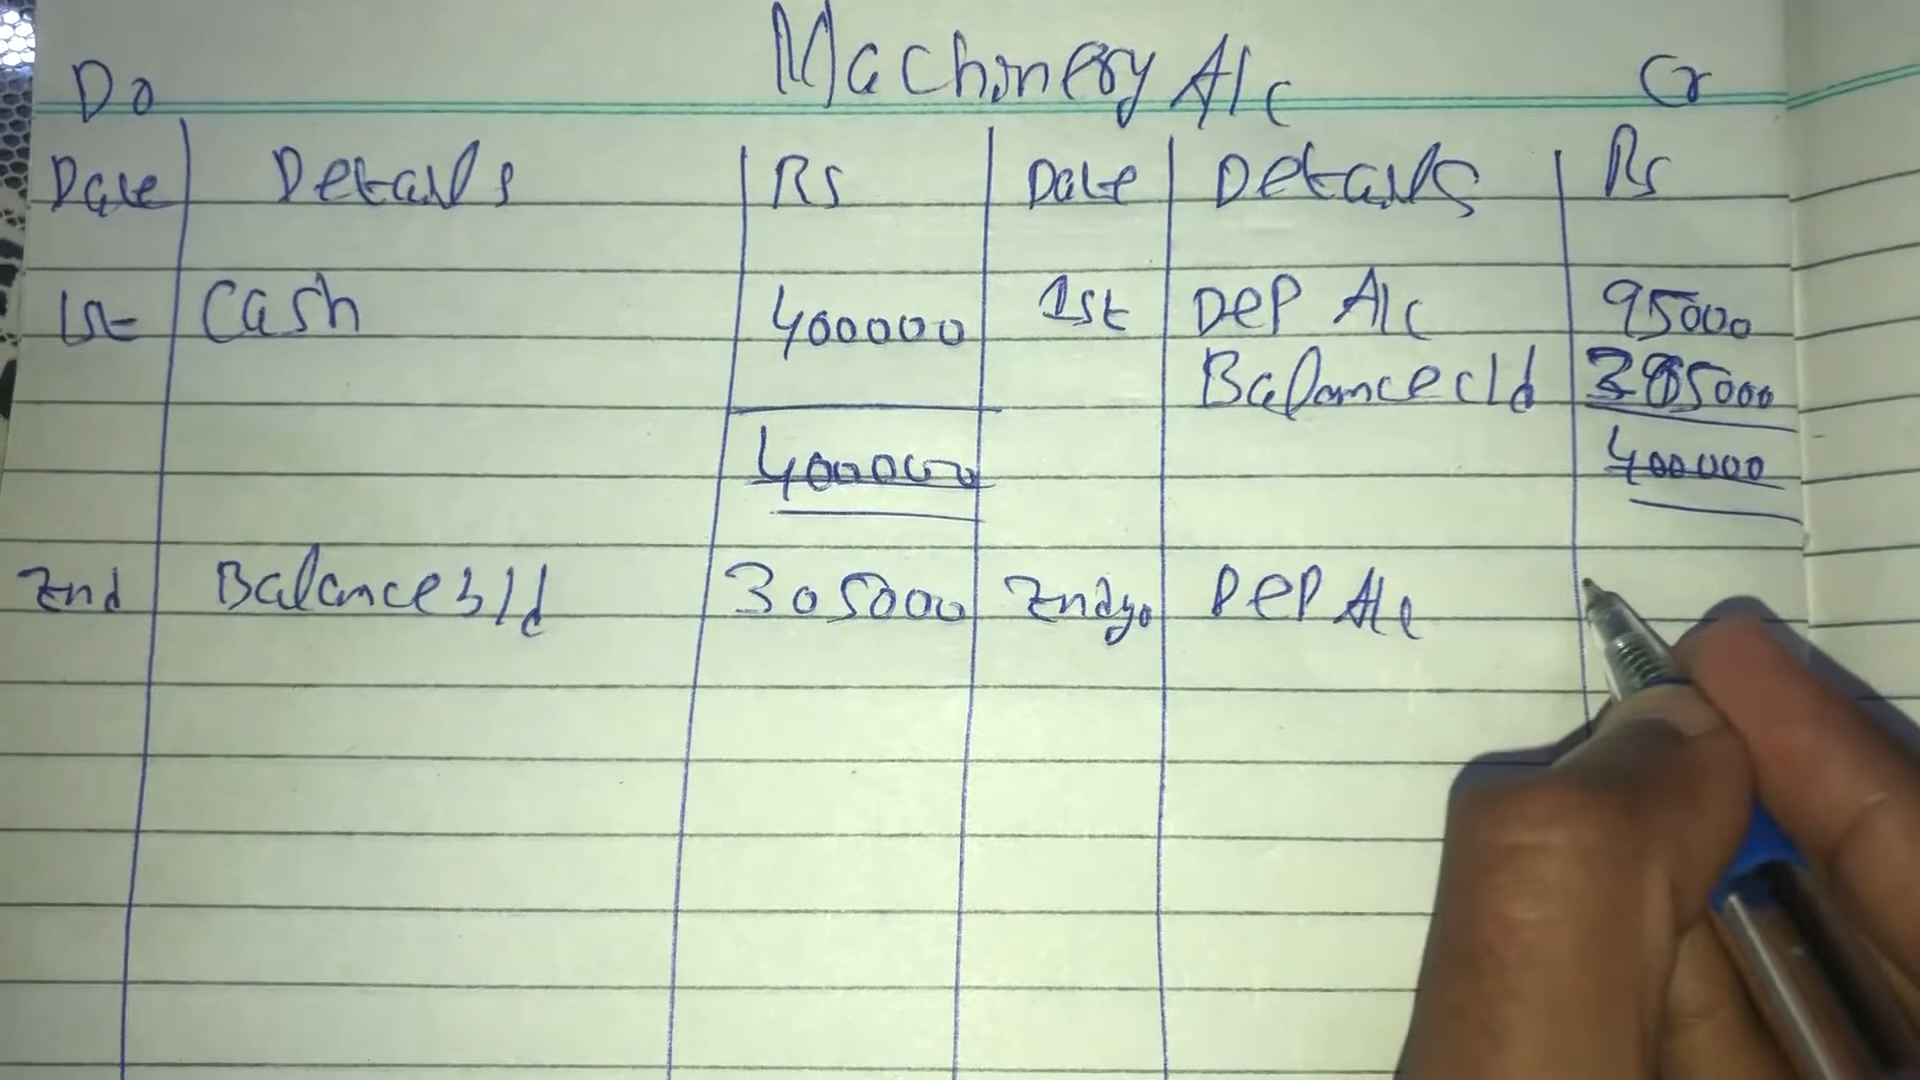 Machinery A/c
Dr Cr
Date Details Rs Date Details Rs
1st Cash 400000 1st Dep A/c 95000
Balance c/d 305000
400000 400000
2nd Balance b/d 305000 2nd yr Dep A/c